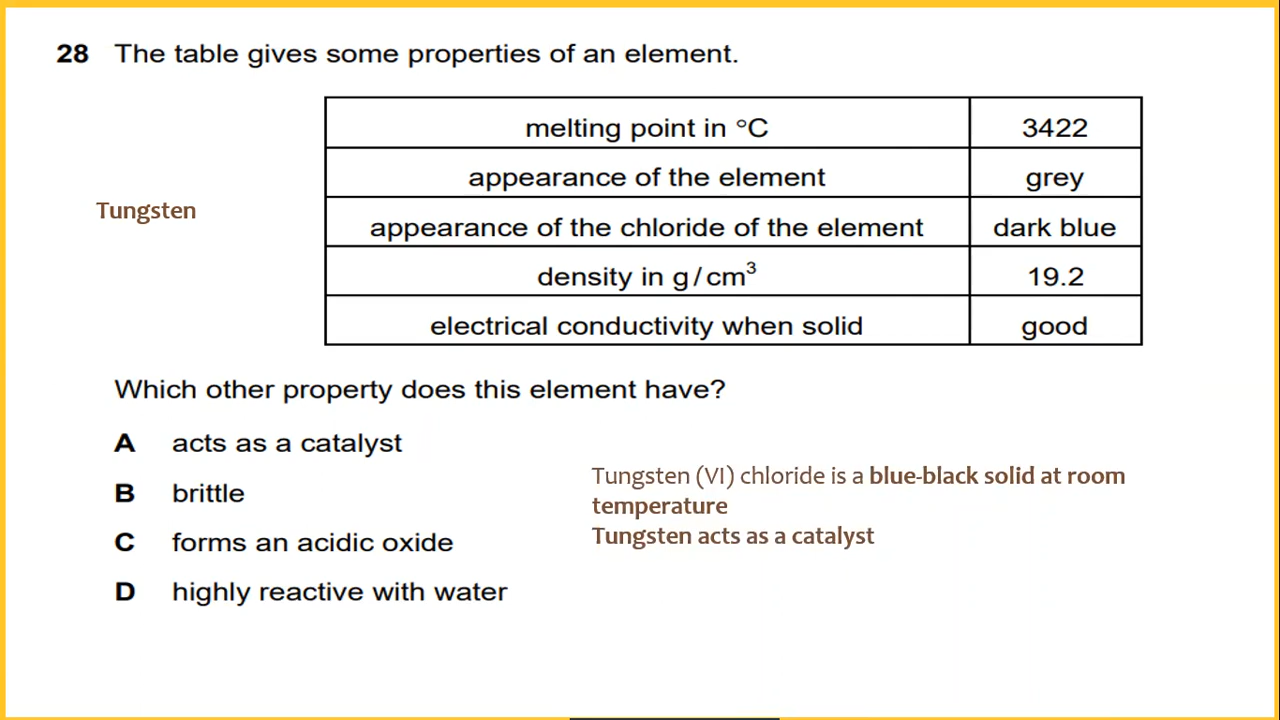 28 The table gives some properties of an element.
melting point in °C 3422
appearance of the element grey
Tungsten
appearance of the chloride of the element dark blue
density in g / cm³ 19.2
electrical conductivity when solid good
Which other property does this element have?
A acts as a catalyst
Tungsten (VI) chloride is a blue-black solid at room
B brittle
temperature
Tungsten acts as a catalyst
C forms an acidic oxide
D highly reactive with water